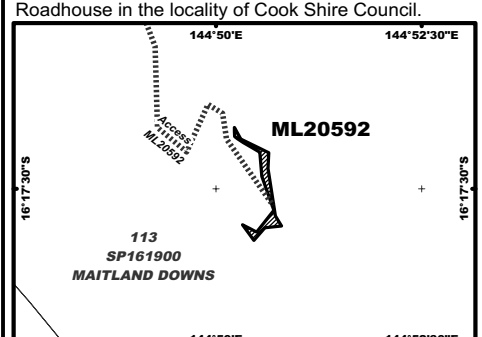 Roadhouse in the locality of Cook Shire Council.
144°50'E
144°52'30"E
ML20592
Access:
ML20592
16°17'30"S
16°17'30"S
113
SP161900
MAITLAND DOWNS